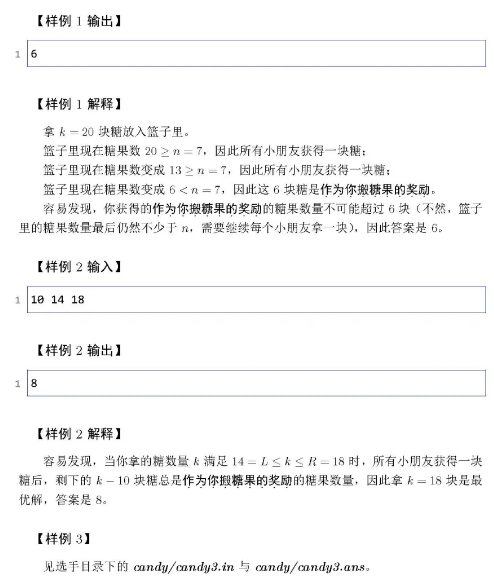 【样例 1 输出】
1 6
【样例 1 解释】
拿 k = 20 块糖放入篮子里。
篮子里现在糖果数 20 ≥ n = 7，因此所有小朋友获得一块糖；
篮子里现在糖果数变成 13 ≥ n = 7，因此所有小朋友获得一块糖；
篮子里现在糖果数变成 6 < n = 7，因此这 6 块糖是作为你搬糖果的奖励。
容易发现，你获得的作为你搬糖果的奖励的糖果数量不可能超过 6 块（不然，篮子
里的糖果数量最后仍然不少于 n，需要继续每个小朋友拿一块），因此答案是 6。
【样例 2 输入】
1 10 14 18
【样例 2 输出】
1 8
【样例 2 解释】
容易发现，当你拿的糖数量 k 满足 14 = L ≤ k ≤ R = 18 时，所有小朋友获得一块
糖后，剩下的 k − 10 块糖总是作为你搬糖果的奖励的糖果数量，因此拿 k = 18 块是最
优解，答案是 8。
【样例 3】
见选手目录下的 candy/candy3.in 与 candy/candy3.ans。